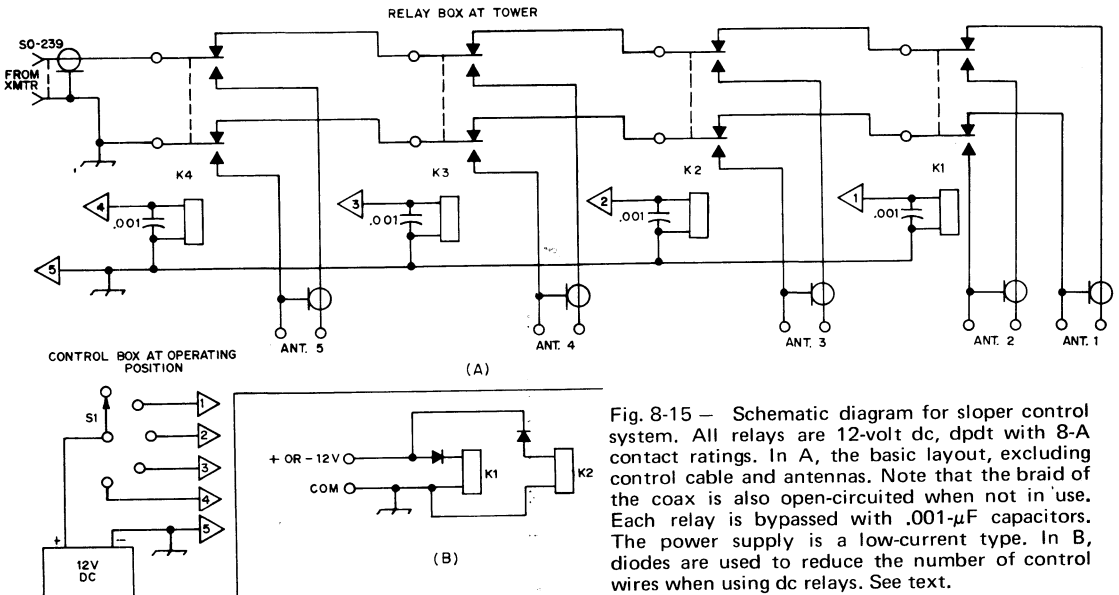 RELAY BOX AT TOWER
SO-239
FROM
XMTR
K4
K3
K2
K1
4
.001
3
.001
2
.001
1
.001
5
ANT. 5
ANT. 4
ANT. 3
ANT. 2
ANT. 1
(A)
CONTROL BOX AT OPERATING
POSITION
S1
1
2
3
4
5
+
−
12V
DC
+ OR − 12V
COM
K1
K2
(B)
Fig. 8-15 — Schematic diagram for sloper control
system. All relays are 12-volt dc, dpdt with 8-A
contact ratings. In A, the basic layout, excluding
control cable and antennas. Note that the braid of
the coax is also open-circuited when not in use.
Each relay is bypassed with .001-μF capacitors.
The power supply is a low-current type. In B,
diodes are used to reduce the number of control
wires when using dc relays. See text.